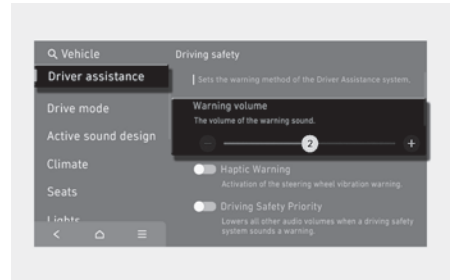 Vehicle
Driver assistance
Drive mode
Active sound design
Climate
Seats
Lights
Driving safety
Sets the warning method of the Driver Assistance system.
Warning volume
The volume of the warning sound.
2
Haptic Warning
Activation of the steering wheel vibration warning.
Driving Safety Priority
Lowers all other audio volumes when a driving safety
system sounds a warning.